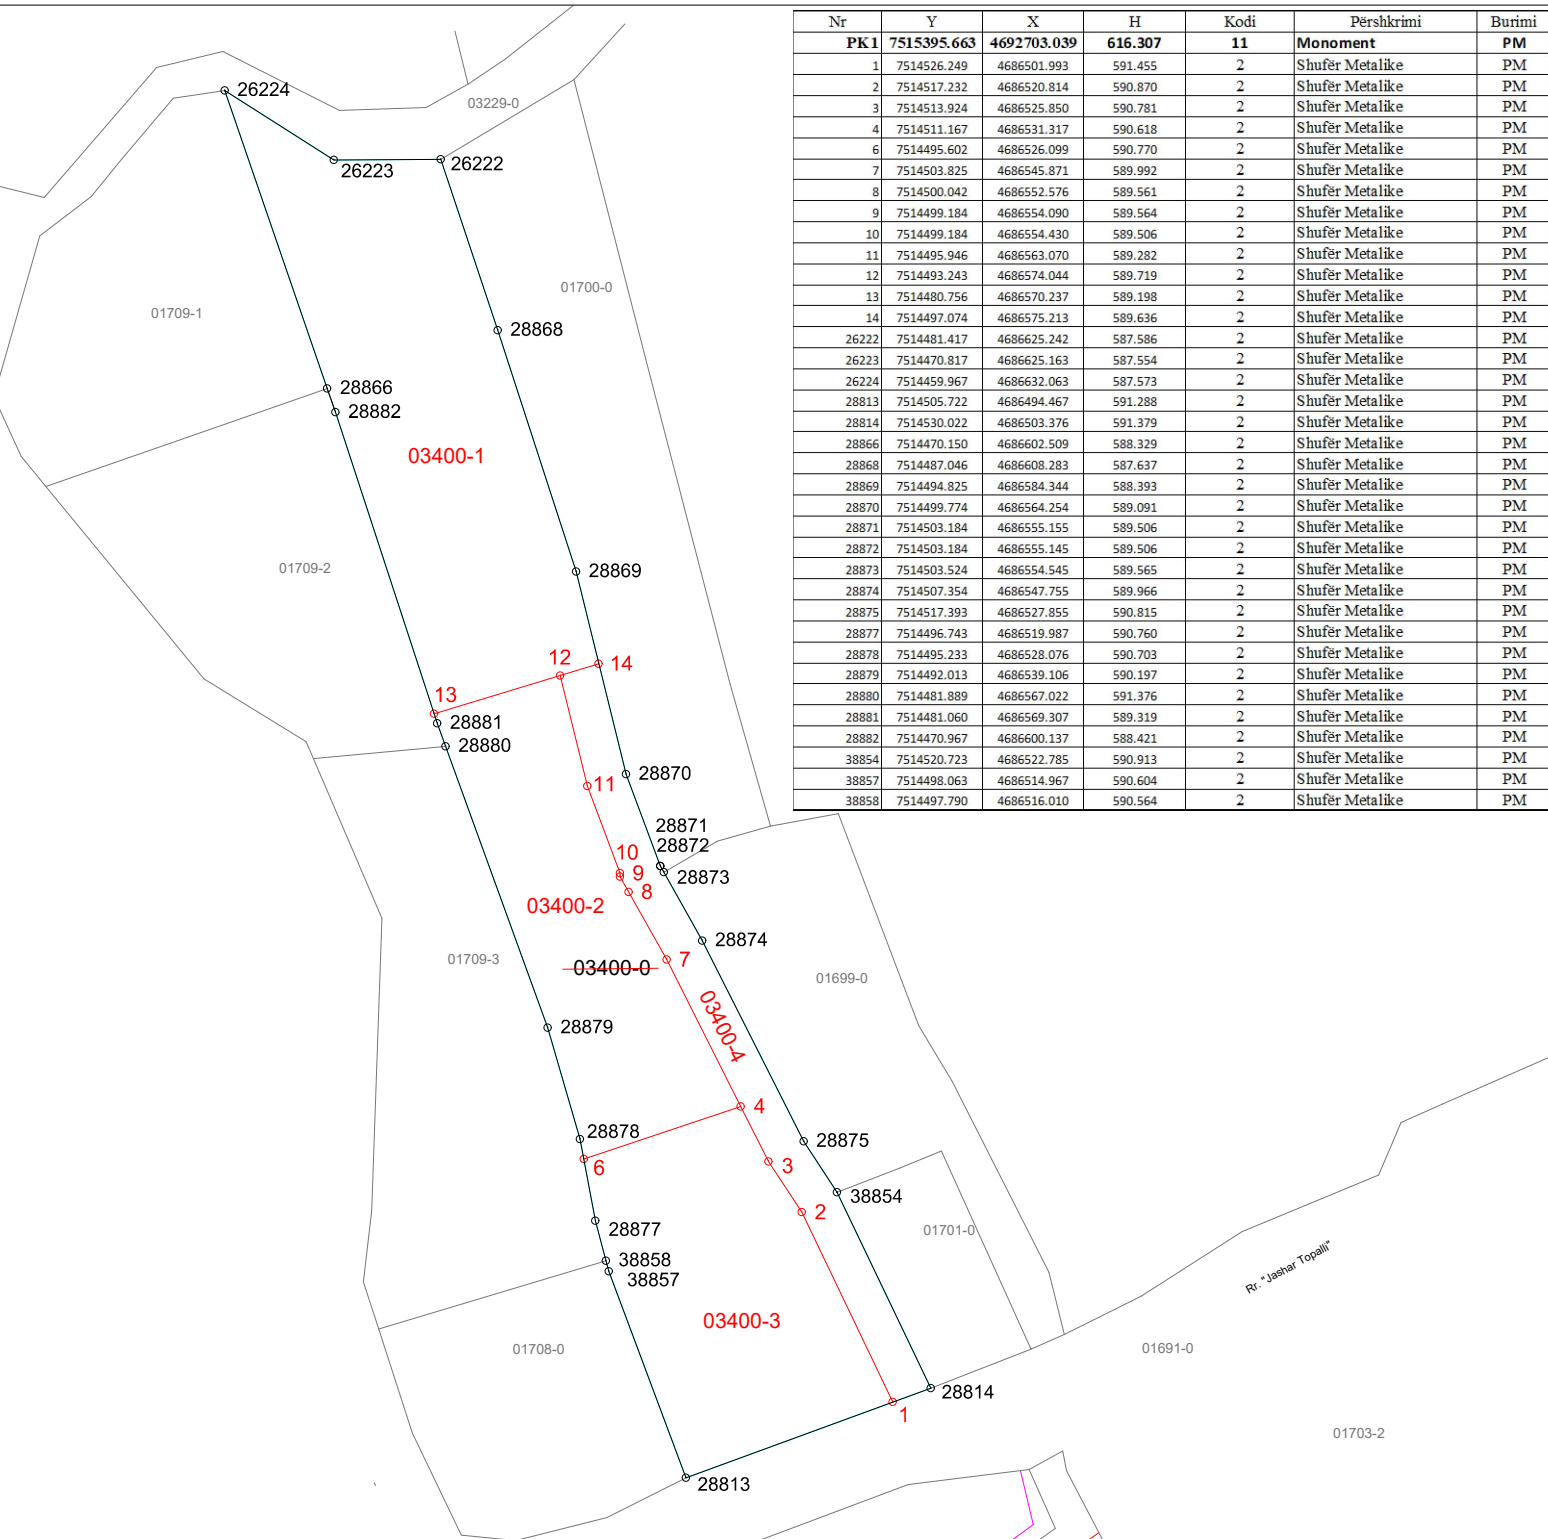 Nr Y X H Kodi Përshkrimi Burimi
PK1 7515395.663 4692703.039 616.307 11 Monoment PM
1 7514526.249 4686501.993 591.455 2 Shufër Metalike PM
2 7514517.232 4686520.814 590.870 2 Shufër Metalike PM
3 7514513.924 4686525.850 590.781 2 Shufër Metalike PM
4 7514511.167 4686531.317 590.618 2 Shufër Metalike PM
6 7514495.602 4686526.099 590.770 2 Shufër Metalike PM
7 7514503.825 4686545.871 589.992 2 Shufër Metalike PM
8 7514500.042 4686552.576 589.561 2 Shufër Metalike PM
9 7514499.184 4686554.090 589.564 2 Shufër Metalike PM
10 7514499.184 4686554.430 589.506 2 Shufër Metalike PM
11 7514495.946 4686563.070 589.282 2 Shufër Metalike PM
12 7514493.243 4686574.044 589.719 2 Shufër Metalike PM
13 7514480.756 4686570.237 589.198 2 Shufër Metalike PM
14 7514497.074 4686575.213 589.636 2 Shufër Metalike PM
26222 7514481.417 4686625.242 587.586 2 Shufër Metalike PM
26223 7514470.817 4686625.163 587.554 2 Shufër Metalike PM
26224 7514459.967 4686632.063 587.573 2 Shufër Metalike PM
28813 7514505.722 4686494.467 591.288 2 Shufër Metalike PM
28814 7514530.022 4686503.376 591.379 2 Shufër Metalike PM
28866 7514470.150 4686602.509 588.329 2 Shufër Metalike PM
28868 7514487.046 4686608.283 587.637 2 Shufër Metalike PM
28869 7514494.825 4686584.344 588.393 2 Shufër Metalike PM
28870 7514499.774 4686564.254 589.091 2 Shufër Metalike PM
28871 7514503.184 4686555.155 589.506 2 Shufër Metalike PM
28872 7514503.184 4686555.145 589.506 2 Shufër Metalike PM
28873 7514503.524 4686554.545 589.565 2 Shufër Metalike PM
28874 7514507.354 4686547.755 589.966 2 Shufër Metalike PM
28875 7514517.393 4686527.855 590.815 2 Shufër Metalike PM
28877 7514496.743 4686519.987 590.760 2 Shufër Metalike PM
28878 7514495.233 4686528.076 590.703 2 Shufër Metalike PM
28879 7514492.013 4686539.106 590.197 2 Shufër Metalike PM
28880 7514481.889 4686567.022 591.376 2 Shufër Metalike PM
28881 7514481.060 4686569.307 589.319 2 Shufër Metalike PM
28882 7514470.967 4686600.137 588.421 2 Shufër Metalike PM
38854 7514520.723 4686522.785 590.913 2 Shufër Metalike PM
38857 7514498.063 4686514.967 590.604 2 Shufër Metalike PM
38858 7514497.790 4686516.010 590.564 2 Shufër Metalike PM
26224
03229-0
26223
26222
01700-0
01709-1
28868
28866
28882
03400-1
01709-2
28869
12
14
13
28881
28880
28870
11
28871
28872
10
9
28873
8
03400-2
28874
7
01709-3
03400-0
01699-0
03400-4
28879
4
28878
28875
6
3
38854
2
28877
01701-0
38858
38857
Rr. "Jashar Topalli"
03400-3
01708-0
01691-0
28814
1
01703-2
28813